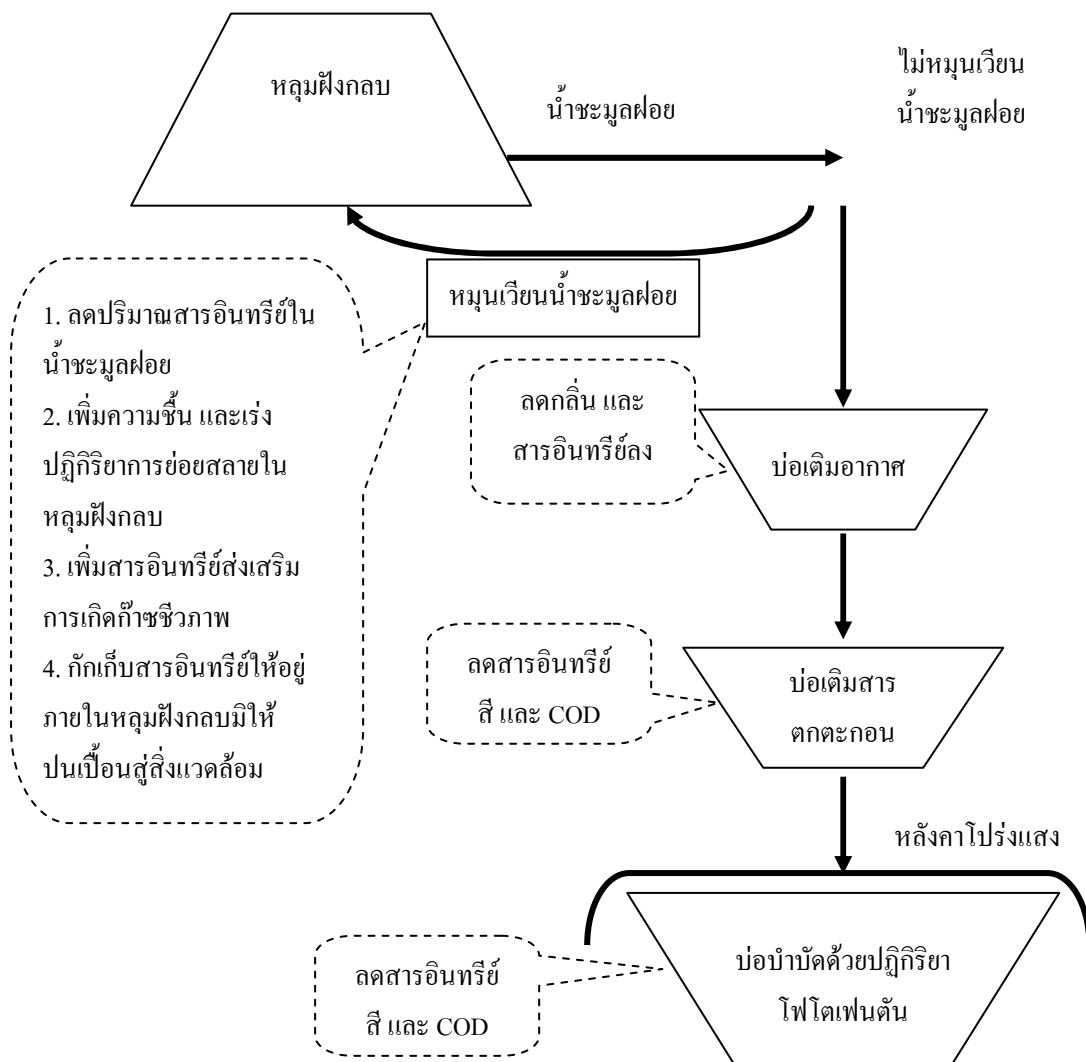 หลุมฝังกลบ
น้ำชะมูลฝอย
ไม่หมุนเวียน
น้ำชะมูลฝอย
หมุนเวียนน้ำชะมูลฝอย
1. ลดปริมาณสารอินทรีย์ใน
น้ำชะมูลฝอย
2. เพิ่มความชื้น และเร่ง
ปฏิกิริยาการย่อยสลายใน
หลุมฝังกลบ
3. เพิ่มสารอินทรีย์ส่งเสริม
การเกิดก๊าซชีวภาพ
4. กักเก็บสารอินทรีย์ให้อยู่
ภายในหลุมฝังกลบมิให้
ปนเปื้อนสู่สิ่งแวดล้อม
ลดกลิ่น และ
สารอินทรีย์ลง
บ่อเติมอากาศ
ลดสารอินทรีย์
สี และ COD
บ่อเติมสาร
ตกตะกอน
หลังคาโปร่งแสง
ลดสารอินทรีย์
สี และ COD
บ่อบำบัดด้วยปฏิกิริยา
โฟโตเฟนตัน